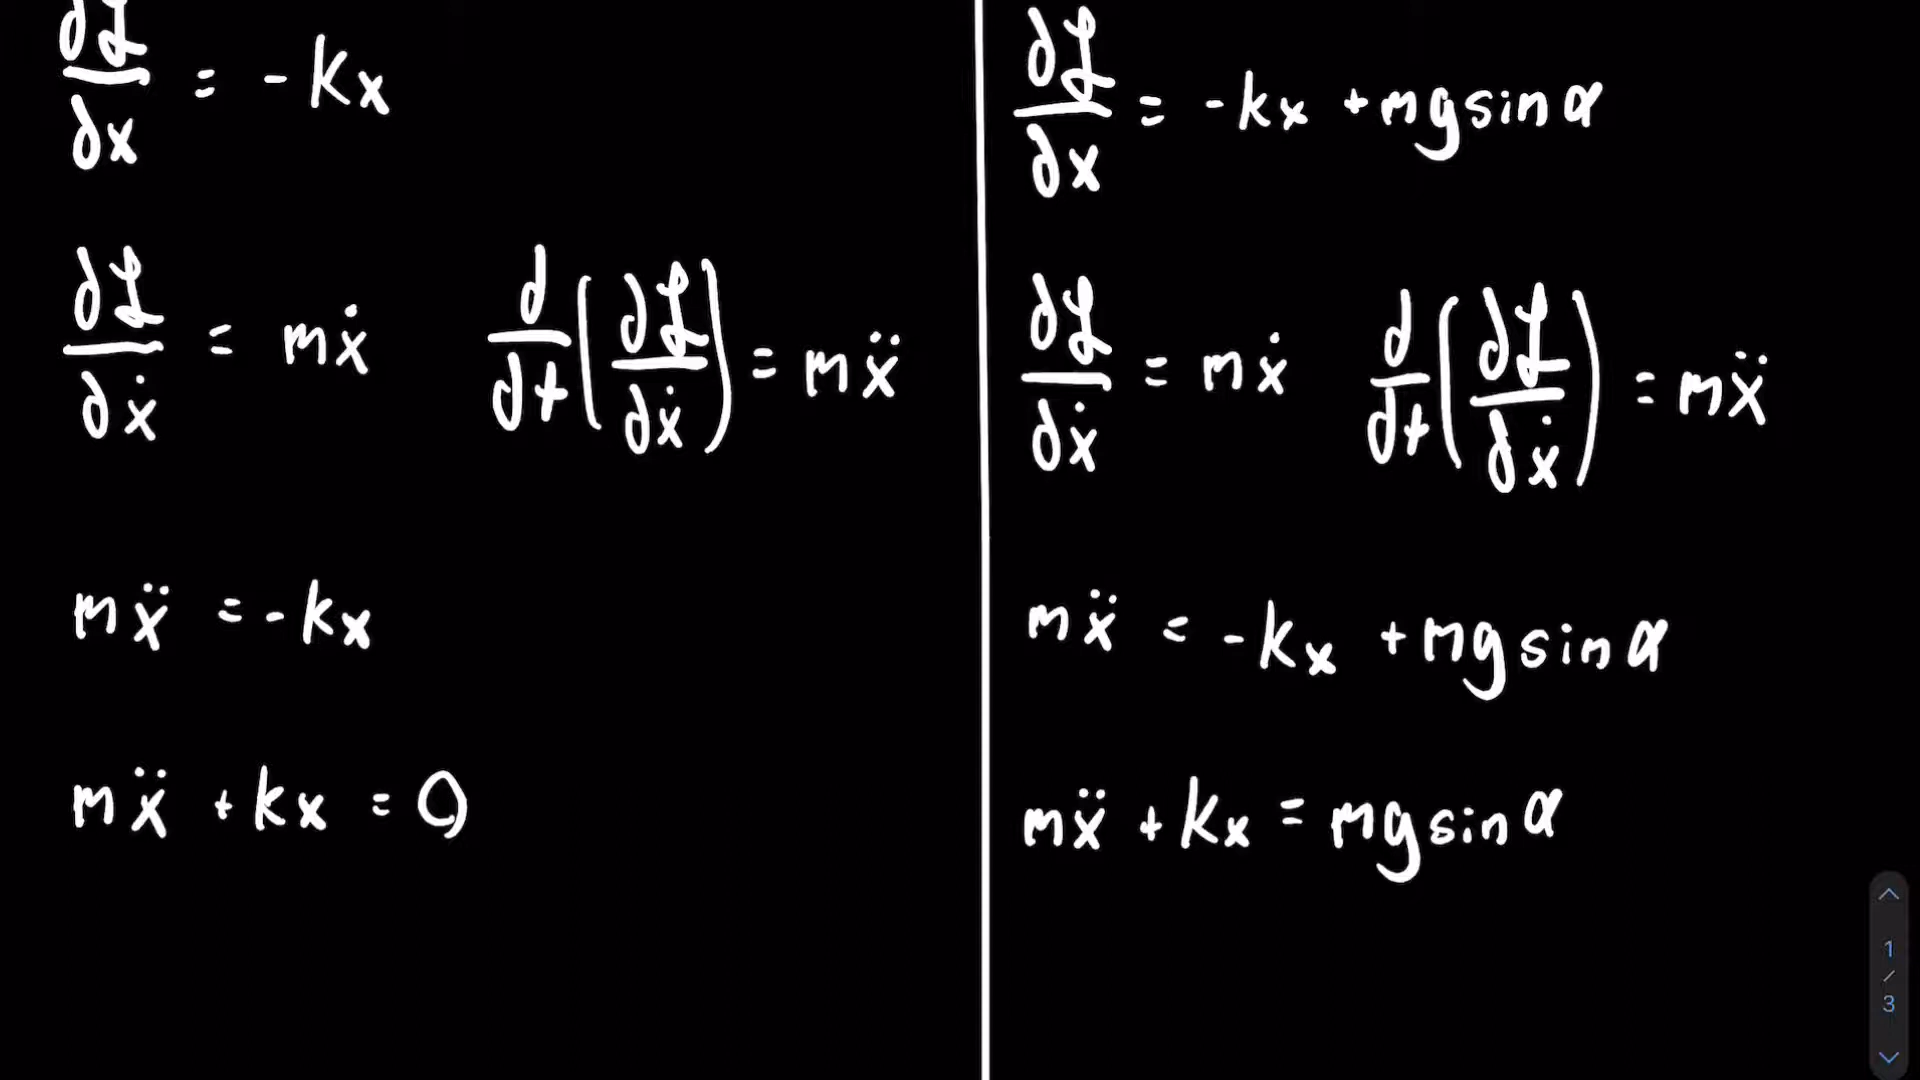 ∂ℒ/∂x = -kx
∂ℒ/∂ẋ = mẋ   d/dt(∂ℒ/∂ẋ) = mẍ
mẍ = -kx
mẍ + kx = 0
∂ℒ/∂x = -kx + mg sin α
∂ℒ/∂ẋ = mẋ   d/dt(∂ℒ/∂ẋ) = mẍ
mẍ = -kx + mg sin α
mẍ + kx = mg sin α
1
/
3